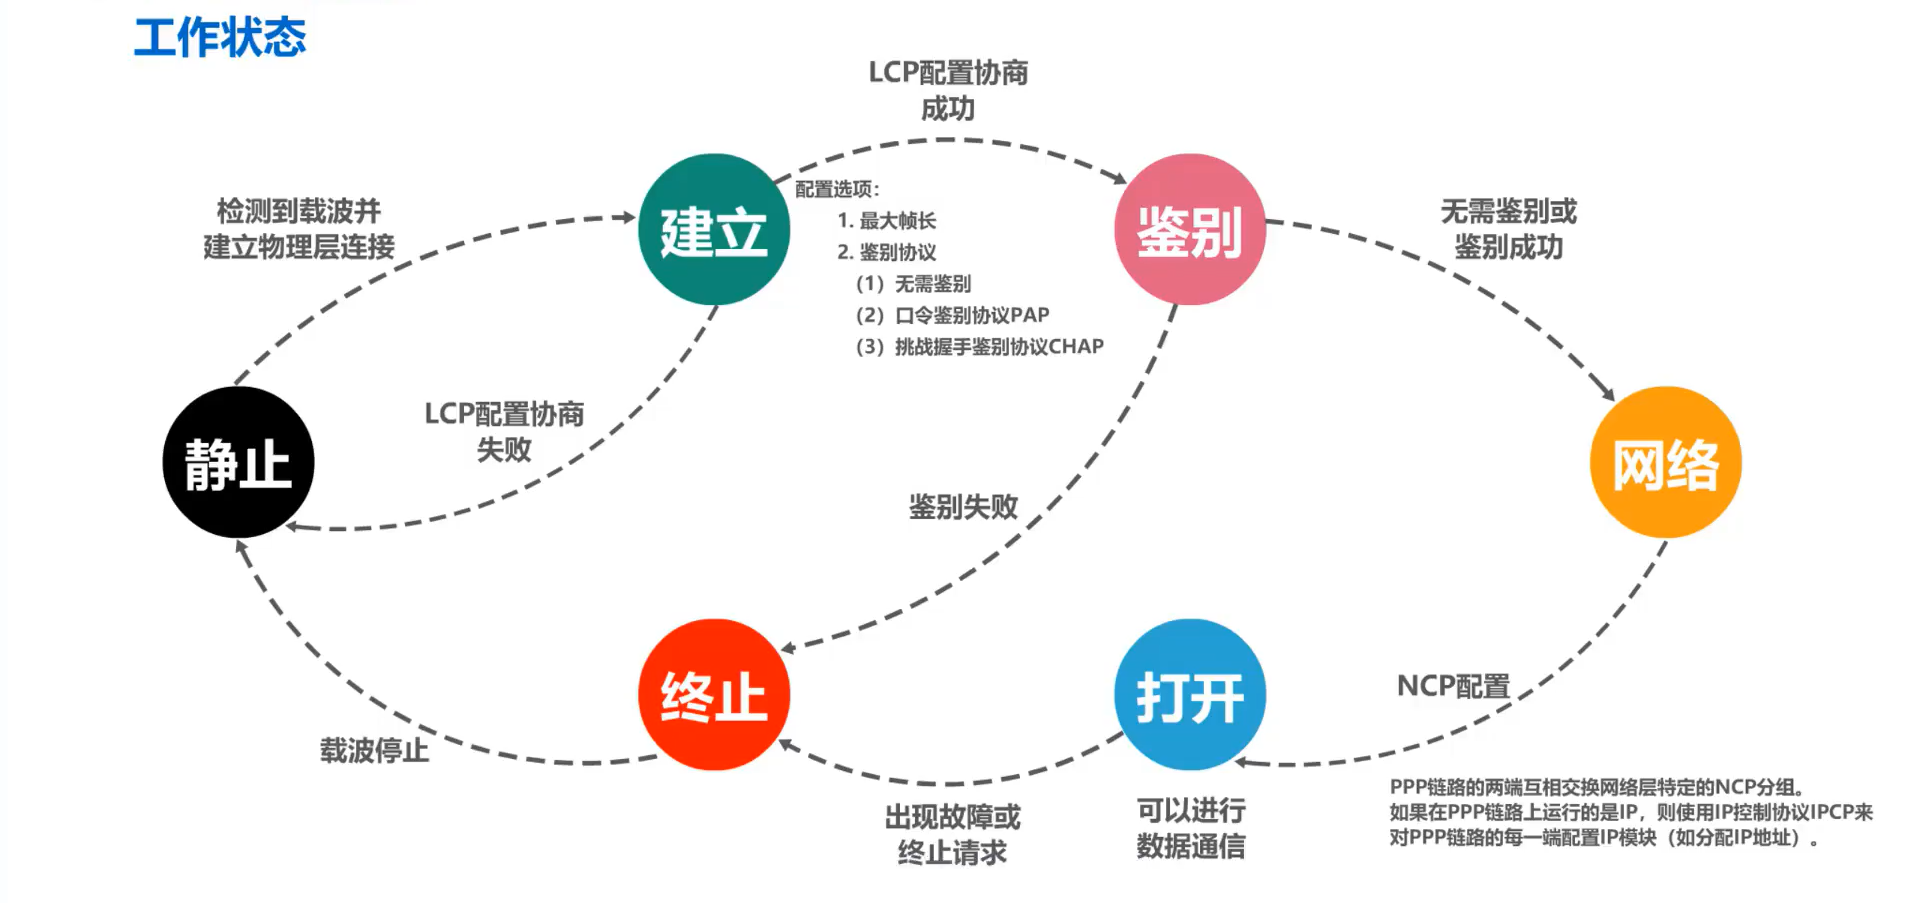 工作状态
LCP配置协商
成功
检测到载波并
建立物理层连接
建立
配置选项：
1. 最大帧长
2. 鉴别协议
（1）无需鉴别
（2）口令鉴别协议PAP
（3）挑战握手鉴别协议CHAP
鉴别
无需鉴别或
鉴别成功
LCP配置协商
失败
静止
网络
鉴别失败
终止
打开
NCP配置
载波停止
出现故障或
终止请求
可以进行
数据通信
PPP链路的两端互相交换网络层特定的NCP分组。
如果在PPP链路上运行的是IP，则使用IP控制协议IPCP来
对PPP链路的每一端配置IP模块（如分配IP地址）。